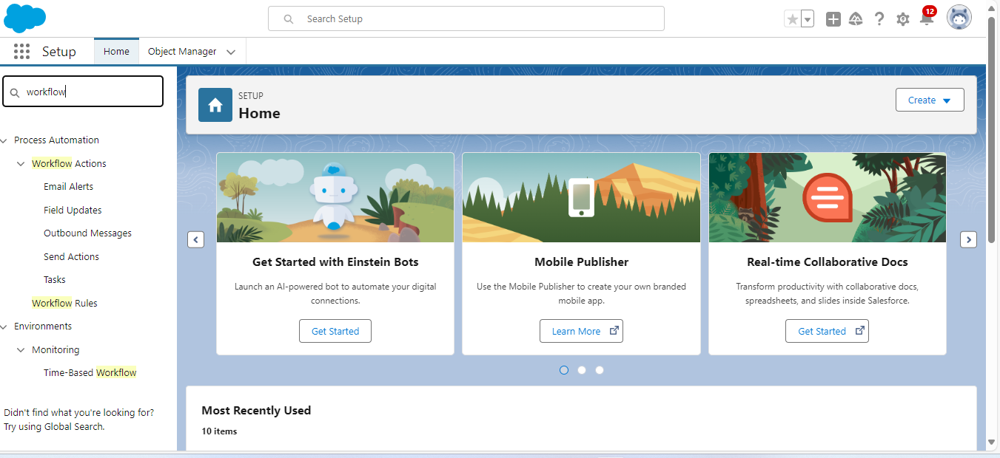 Search Setup
12
Setup
Home
Object Manager
workflow
Process Automation
Workflow Actions
Email Alerts
Field Updates
Outbound Messages
Send Actions
Tasks
Workflow Rules
Environments
Monitoring
Time-Based Workflow
Didn't find what you're looking for?
Try using Global Search.
SETUP
Home
Create
Get Started with Einstein Bots
Launch an AI-powered bot to automate your digital
connections.
Get Started
Mobile Publisher
Use the Mobile Publisher to create your own branded
mobile app.
Learn More
Real-time Collaborative Docs
Transform productivity with collaborative docs,
spreadsheets, and slides inside Salesforce.
Get Started
Most Recently Used
10 items